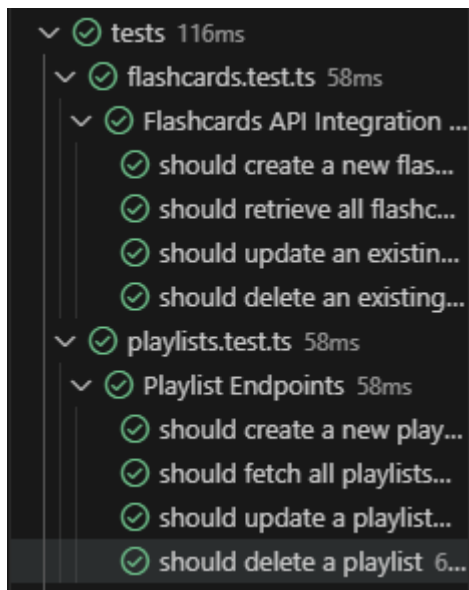 tests 116ms
flashcards.test.ts 58ms
Flashcards API Integration ...
should create a new flas...
should retrieve all flashc...
should update an existin...
should delete an existing...
playlists.test.ts 58ms
Playlist Endpoints 58ms
should create a new play...
should fetch all playlists...
should update a playlist...
should delete a playlist 6...